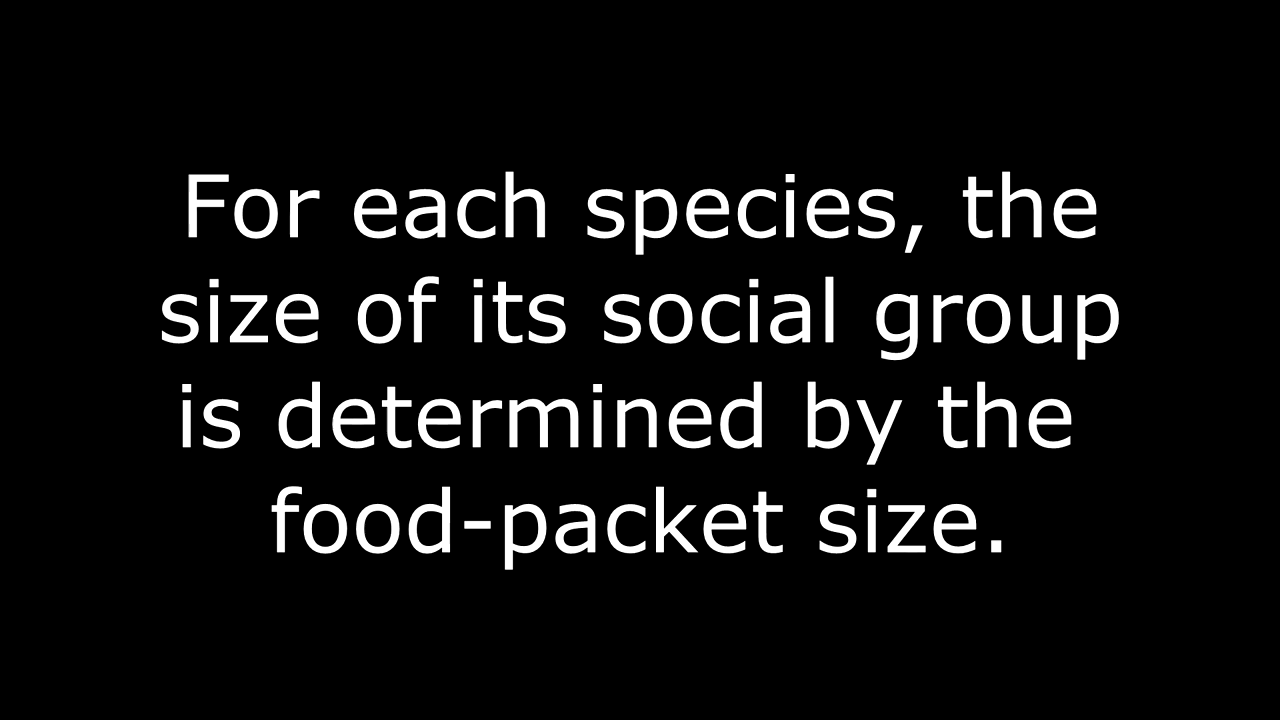 For each species, the
size of its social group
is determined by the
food-packet size.